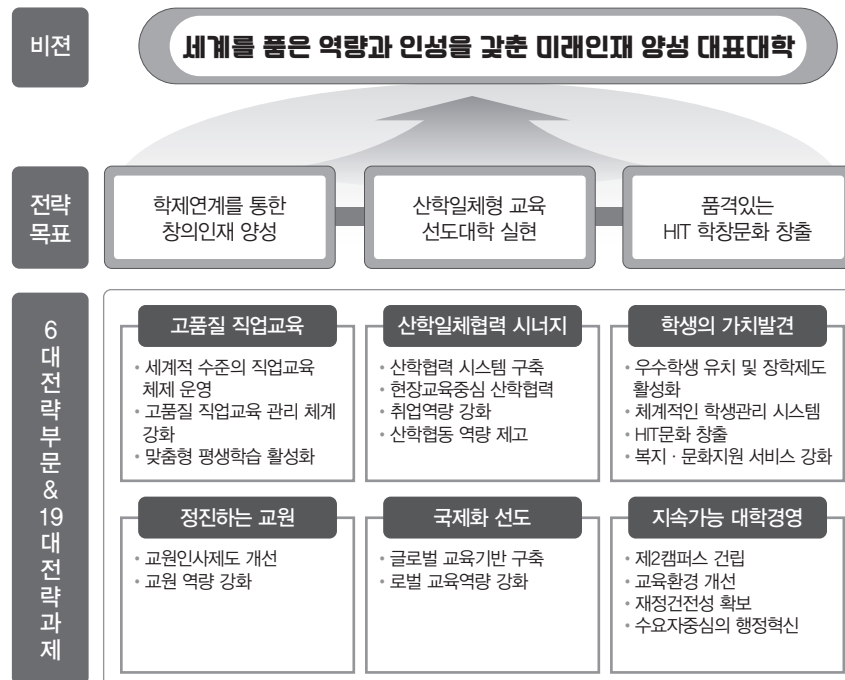 비젼
세계를 품은 역량과 인성을 갖춘 미래인재 양성 대표대학
전략
목표
학제연계를 통한
창의인재 양성
산학일체형 교육
선도대학 실현
품격있는
HIT 학창문화 창출
6
대
전
략
부
문
&
19
대
전
략
과
제
고품질 직업교육
• 세계적 수준의 직업교육
체제 운영
• 고품질 직업교육 관리 체계
강화
• 맞춤형 평생학습 활성화
산학일체협력 시너지
• 산학협력 시스템 구축
• 현장교육중심 산학협력
• 취업역량 강화
• 산학협동 역량 제고
학생의 가치발견
• 우수학생 유치 및 장학제도
활성화
• 체계적인 학생관리 시스템
• HIT문화 창출
• 복지 · 문화지원 서비스 강화
정진하는 교원
• 교원인사제도 개선
• 교원 역량 강화
국제화 선도
• 글로벌 교육기반 구축
• 로벌 교육역량 강화
지속가능 대학경영
• 제2캠퍼스 건립
• 교육환경 개선
• 재정건전성 확보
• 수요자중심의 행정혁신